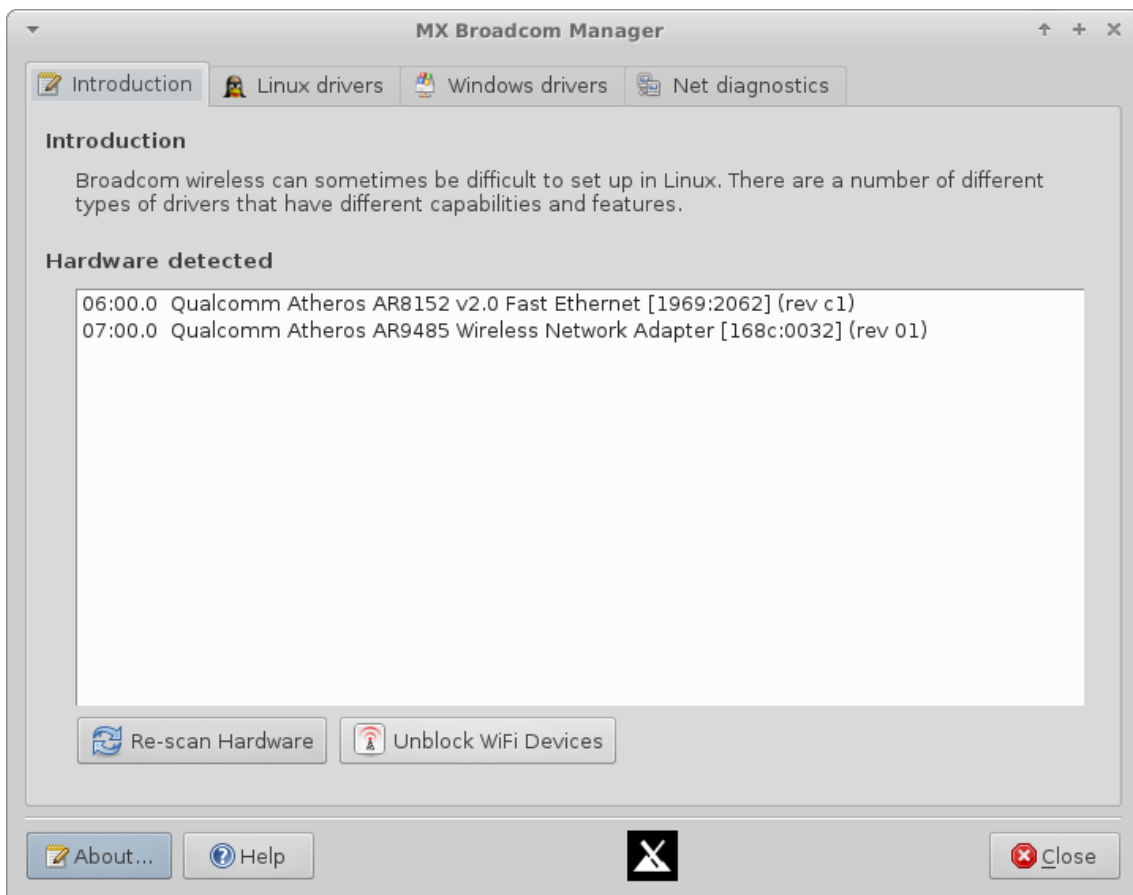 MX Broadcom Manager
Introduction
Linux drivers
Windows drivers
Net diagnostics
Introduction
Broadcom wireless can sometimes be difficult to set up in Linux. There are a number of different
types of drivers that have different capabilities and features.
Hardware detected
06:00.0 Qualcomm Atheros AR8152 v2.0 Fast Ethernet [1969:2062] (rev c1)
07:00.0 Qualcomm Atheros AR9485 Wireless Network Adapter [168c:0032] (rev 01)
Re-scan Hardware
Unblock WiFi Devices
About...
Help
Close